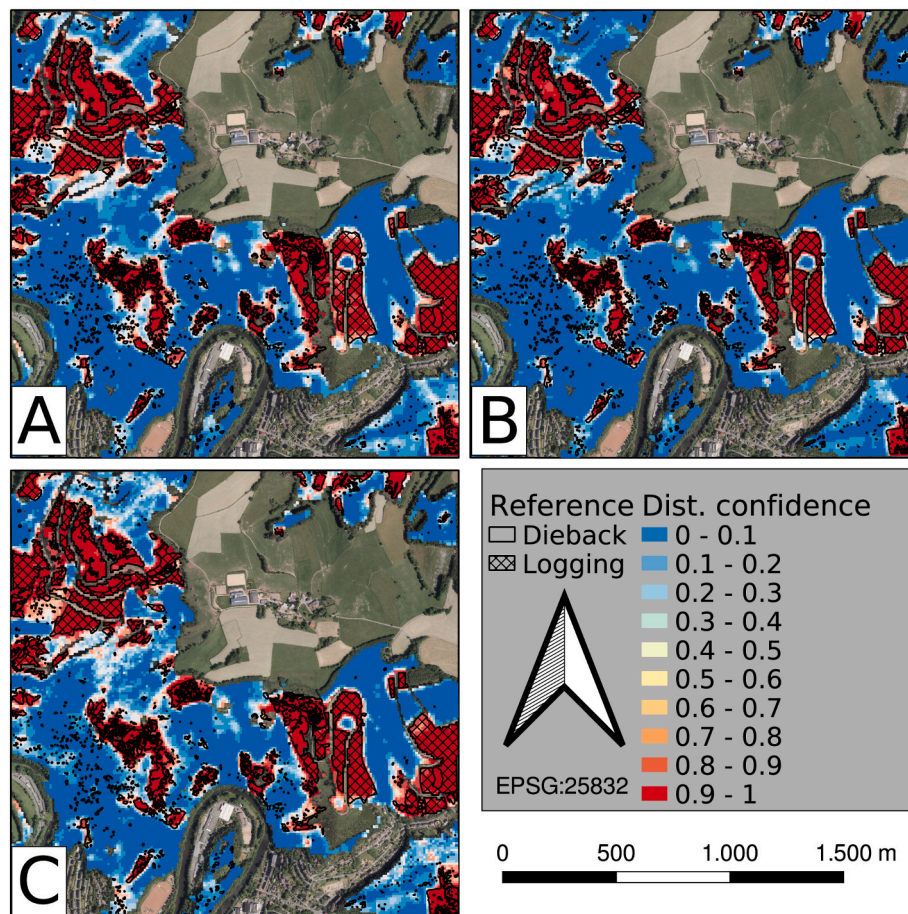 A
B
C
Reference Dist. confidence
Dieback
Logging
0 - 0.1
0.1 - 0.2
0.2 - 0.3
0.3 - 0.4
0.4 - 0.5
0.5 - 0.6
0.6 - 0.7
0.7 - 0.8
0.8 - 0.9
0.9 - 1
EPSG:25832
0 500 1.000 1.500 m